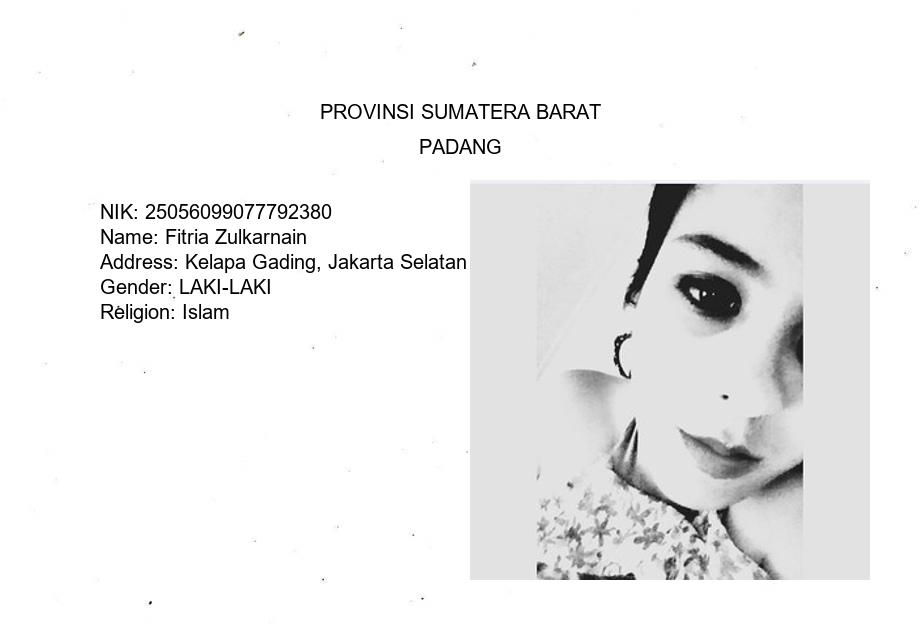 PROVINSI SUMATERA BARAT
PADANG
NIK: 25056099077792380
Name: Fitria Zulkarnain
Address: Kelapa Gading, Jakarta Selatan
Gender: LAKI-LAKI
Religion: Islam